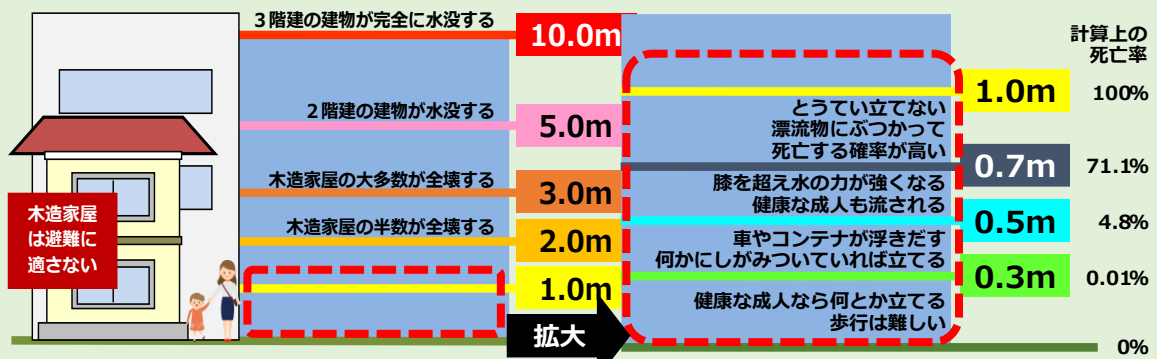 3階建の建物が完全に水没する
10.0m
2階建の建物が水没する
5.0m
木造家屋の大多数が全壊する
3.0m
木造家屋の半数が全壊する
2.0m
1.0m
木造家屋
は避難に
適さない
拡大
計算上の
死亡率
1.0m
100%
とうてい立てない
漂流物にぶつかって
死亡する確率が高い
0.7m
71.1%
膝を超え水の力が強くなる
健康な成人も流される
0.5m
4.8%
車やコンテナが浮きだす
何かにしがみついていれば立てる
0.3m
0.01%
健康な成人なら何とか立てる
歩行は難しい
0%